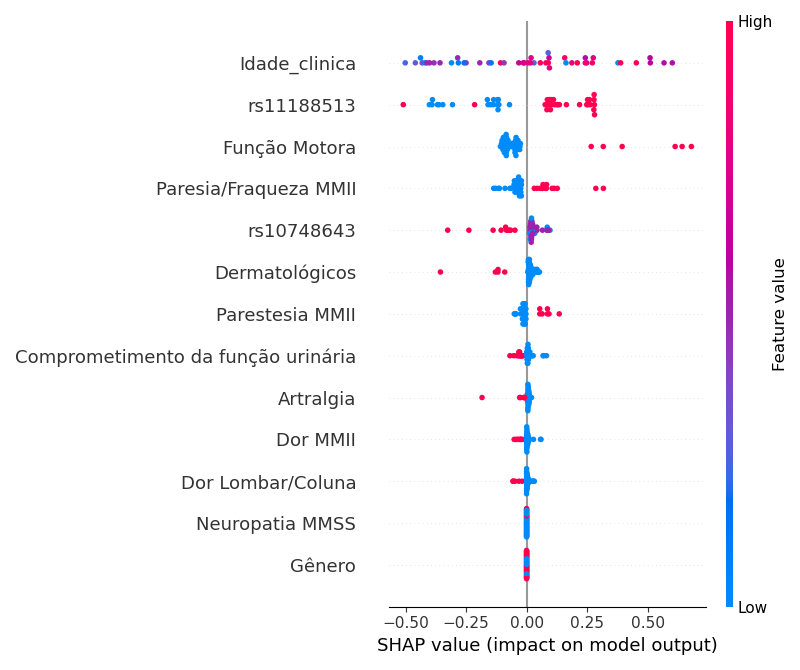 High
Idade_clinica
rs11188513
Função Motora
Paresia/Fraqueza MMII
rs10748643
Dermatológicos
Parestesia MMII
Comprometimento da função urinária
Artralgia
Dor MMII
Dor Lombar/Coluna
Neuropatia MMSS
Gênero
Feature value
Low
−0.50 −0.25 0.00 0.25 0.50
SHAP value (impact on model output)